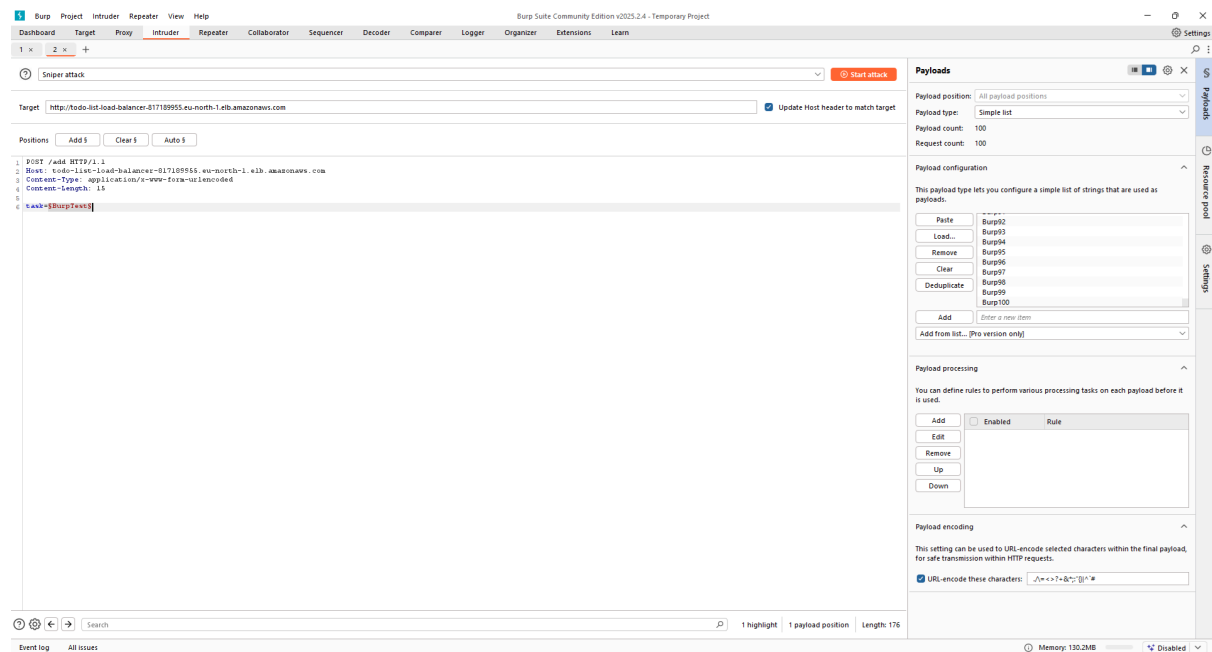 Burp Project Intruder Repeater View Help
Burp Suite Community Edition v2025.2.4 - Temporary Project
Dashboard Target Proxy Intruder Repeater Collaborator Sequencer Decoder Comparer Logger Organizer Extensions Learn
Settings
1 × 2 × +
Sniper attack
Start attack
Target http://todo-list-load-balancer-817189955.eu-north-1.elb.amazonaws.com
Update Host header to match target
Positions Add § Clear § Auto §
1 POST /add HTTP/1.1
2 Host: todo-list-load-balancer-817189955.eu-north-1.elb.amazonaws.com
3 Content-Type: application/x-www-form-urlencoded
4 Content-Length: 15
5
6 task=§BurpTest§
Search
1 highlight 1 payload position Length: 176
Payloads
Payload position: All payload positions
Payload type: Simple list
Payload count: 100
Request count: 100
Payload configuration
This payload type lets you configure a simple list of strings that are used as
payloads.
Paste
Load...
Remove
Clear
Deduplicate
Burp92
Burp93
Burp94
Burp95
Burp96
Burp97
Burp98
Burp99
Burp100
Add Enter a new item
Add from list... [Pro version only]
Payload processing
You can define rules to perform various processing tasks on each payload before it
is used.
Add
Edit
Remove
Up
Down
Enabled Rule
Payload encoding
This setting can be used to URL-encode selected characters within the final payload,
for safe transmission within HTTP requests.
URL-encode these characters:
Payloads
Resource pool
Settings
Event log All issues
Memory: 130.2MB
Disabled